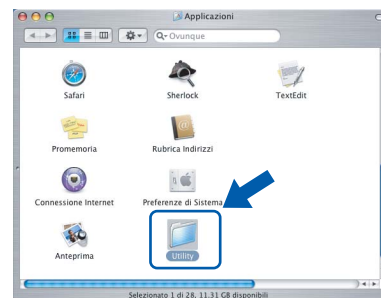 Applicazioni
Ovunque
Safari Sherlock TextEdit
Promemoria Rubrica Indirizzi
Connessione Internet Preferenze di Sistema
Anteprima Utility
Selezionato 1 di 28, 11,31 GB disponibili